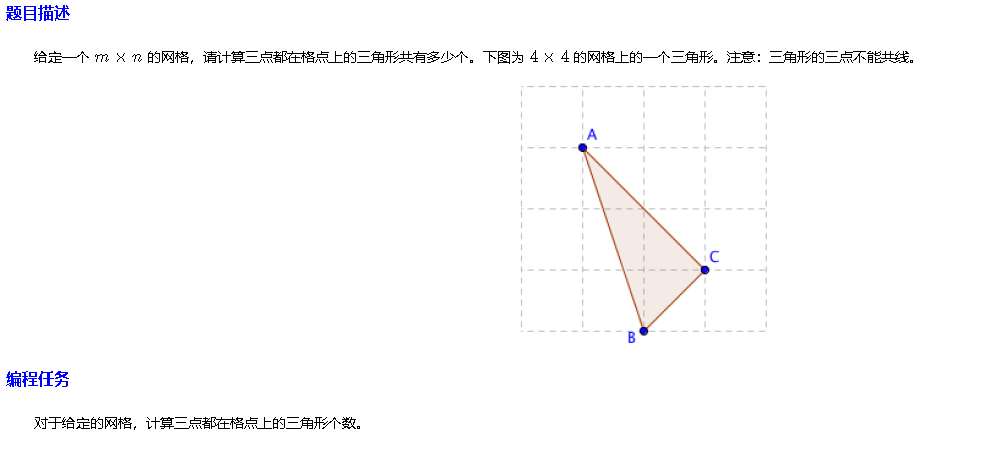 题目描述
给定一个 m × n 的网格，请计算三点都在格点上的三角形共有多少个。下图为 4 × 4 的网格上的一个三角形。注意：三角形的三点不能共线。
A
C
B
编程任务
对于给定的网格，计算三点都在格点上的三角形个数。